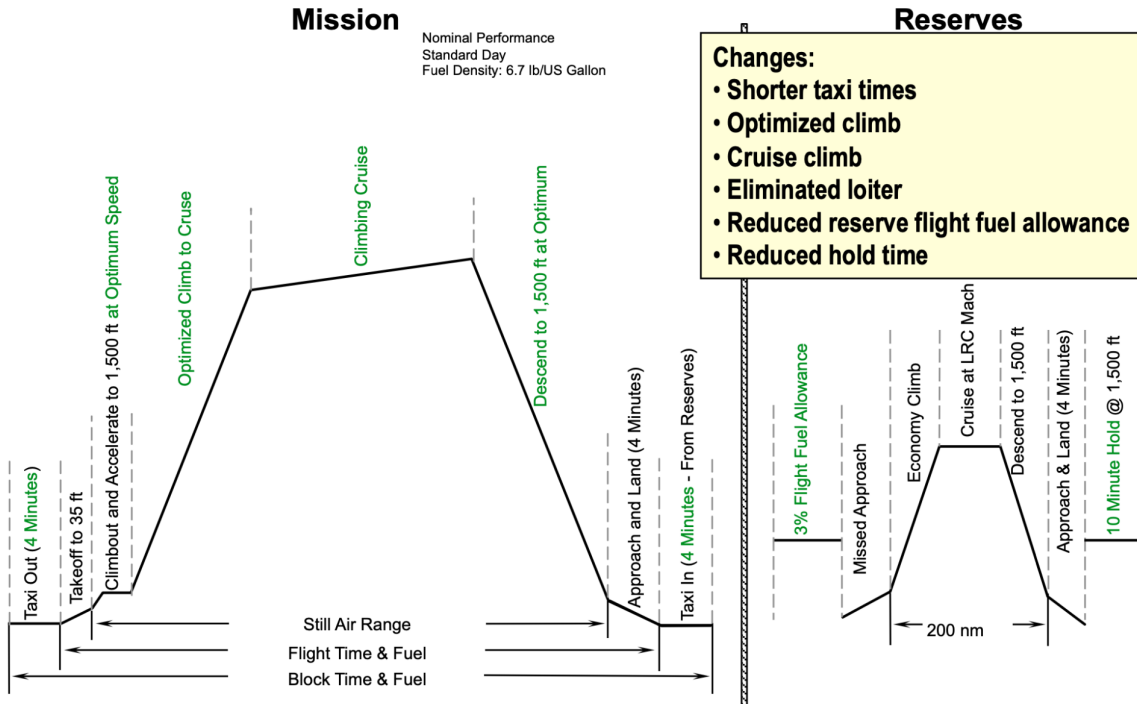 Mission
Nominal Performance
Standard Day
Fuel Density: 6.7 lb/US Gallon
Reserves
Changes:
• Shorter taxi times
• Optimized climb
• Cruise climb
• Eliminated loiter
• Reduced reserve flight fuel allowance
• Reduced hold time
Taxi Out (4 Minutes)
Takeoff to 35 ft
Climbout and Accelerate to 1,500 ft at Optimum Speed
Optimized Climb to Cruse
Climbing Cruise
Descend to 1,500 ft at Optimum
Approach and Land (4 Minutes)
Taxi In (4 Minutes - From Reserves)
Still Air Range
Flight Time & Fuel
Block Time & Fuel
3% Flight Fuel Allowance
Missed Approach
Economy Climb
Cruise at LRC Mach
Descend to 1,500 ft
Approach & Land (4 Minutes)
10 Minute Hold @ 1,500 ft
200 nm